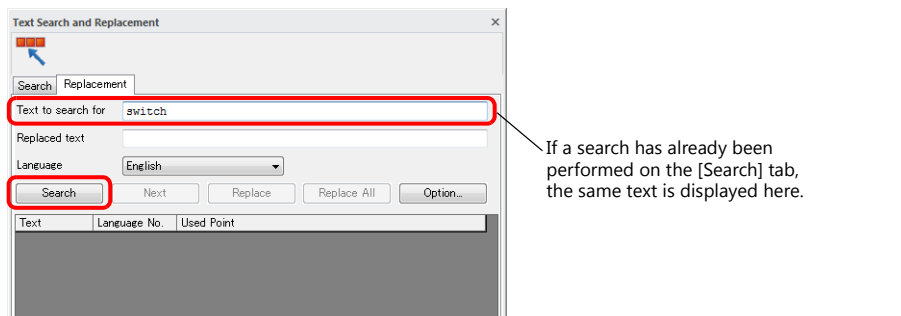 Text Search and Replacement
Search Replacement
Text to search for switch
Replaced text
Language English
Search Next Replace Replace All Option...
Text Language No. Used Point
If a search has already been
performed on the [Search] tab,
the same text is displayed here.